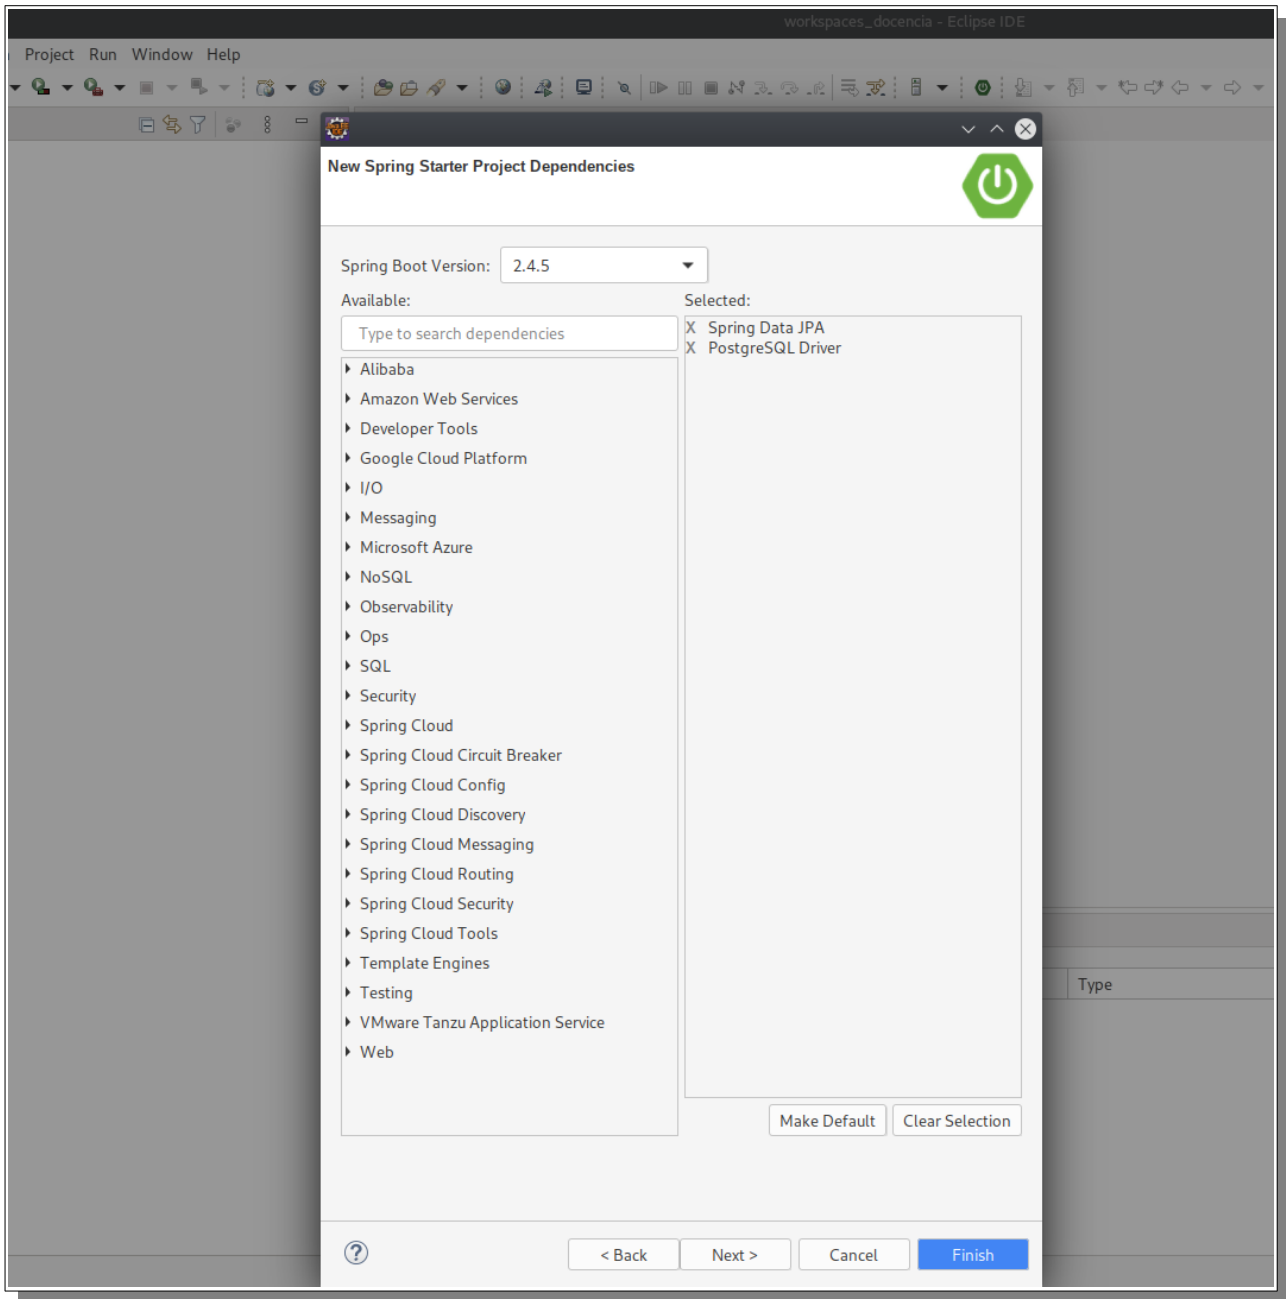 workspaces_docencia - Eclipse IDE
Project Run Window Help
New Spring Starter Project Dependencies
Spring Boot Version: 2.4.5
Available: Selected:
Type to search dependencies
X Spring Data JPA
X PostgreSQL Driver
Alibaba
Amazon Web Services
Developer Tools
Google Cloud Platform
I/O
Messaging
Microsoft Azure
NoSQL
Observability
Ops
SQL
Security
Spring Cloud
Spring Cloud Circuit Breaker
Spring Cloud Config
Spring Cloud Discovery
Spring Cloud Messaging
Spring Cloud Routing
Spring Cloud Security
Spring Cloud Tools
Template Engines
Testing
VMware Tanzu Application Service
Web
Type
Make Default Clear Selection
< Back Next > Cancel Finish